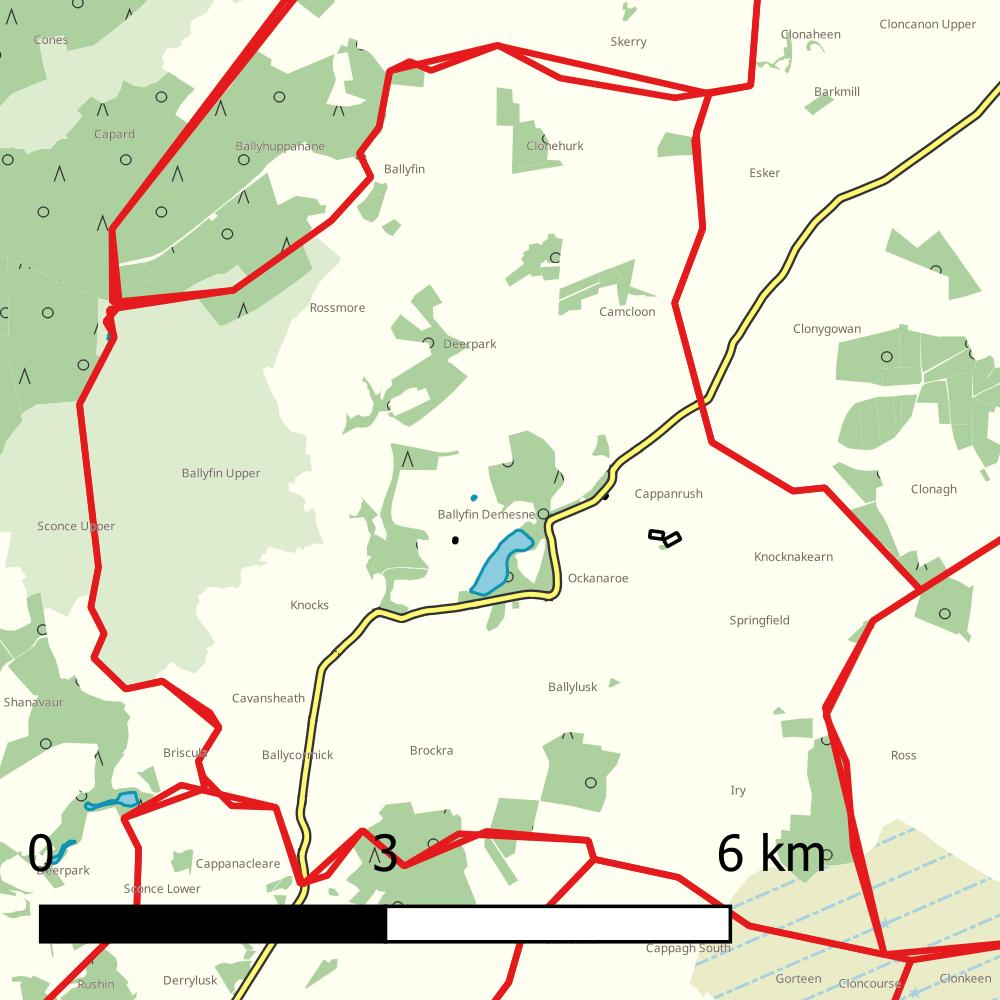 Cloncanon Upper
Clonaheen
Skerry
Cones
Barkmill
Capard
Ballyhuppahane
Clonehurk
Ballyfin
Esker
Rossmore
Camcloon
Clonygowan
Deerpark
Ballyfin Upper
Clonagh
Cappanrush
Ballyfin Demesne
Sconce Upper
Knocknakearn
Ockanaroe
Knocks
Springfield
Ballylusk
Cavansheath
Shanavaur
Brockra
Briscula
Ballycormick
Ross
Iry
0 3 6 km
Cappanacleare
Deerpark
Sconce Lower
Cappagh South
Derrylusk
Gorteen
Clonkeen
Rushin
Cloncourse